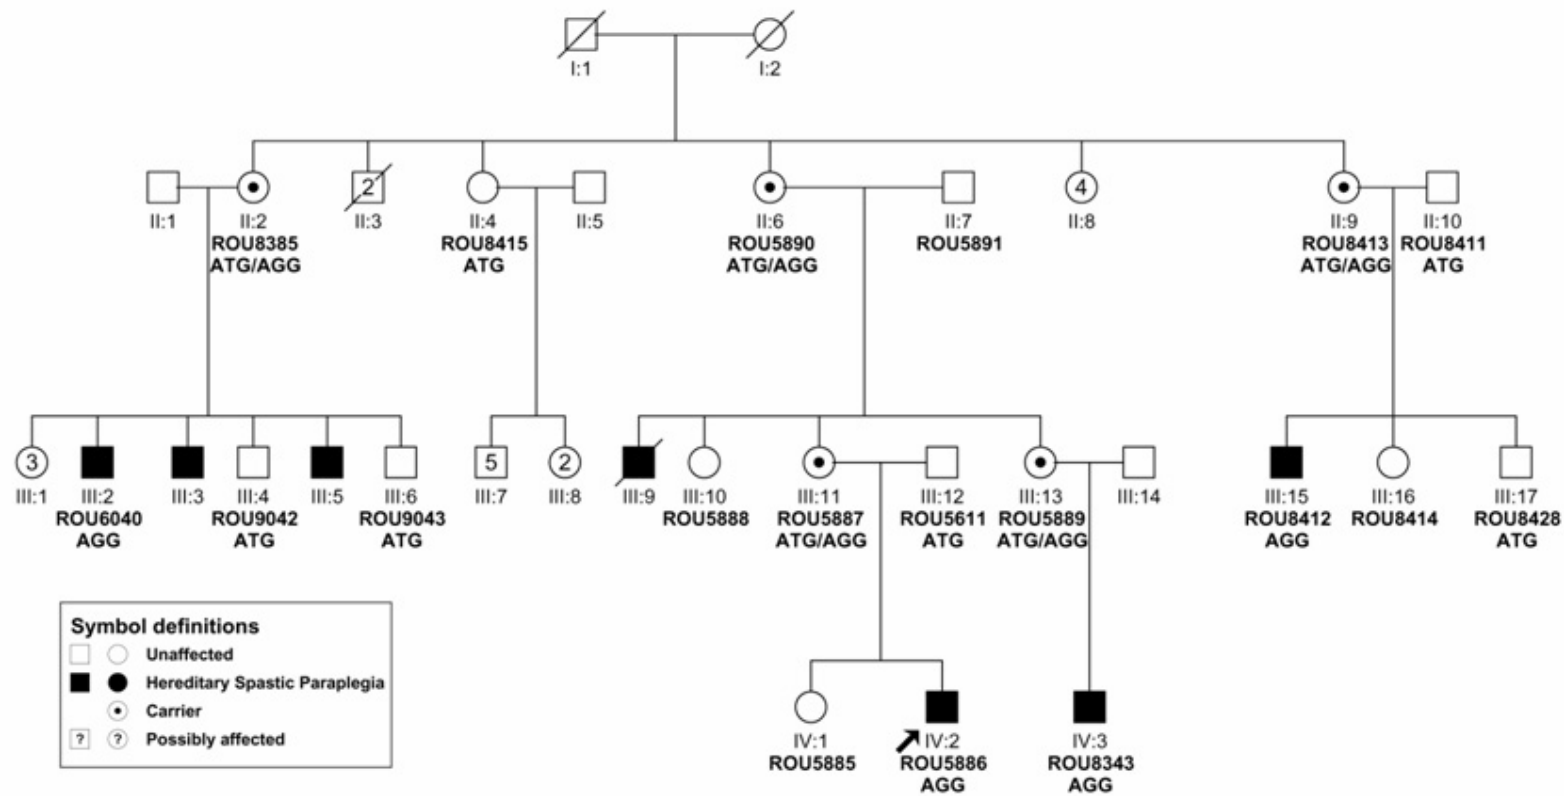 I:1 I:2
2 4
II:1 II:2 II:3 II:4 II:5 II:6 II:7 II:8 II:9 II:10
ROU8385 ROU8415 ROU5890 ROU5891 ROU8413 ROU8411
ATG/AGG ATG ATG/AGG ATG/AGG ATG
3 5 2
III:1 III:2 III:3 III:4 III:5 III:6 III:7 III:8 III:9 III:10 III:11 III:12 III:13 III:14 III:15 III:16 III:17
ROU6040 ROU9042 ROU9043 ROU5888 ROU5887 ROU5611 ROU5889 ROU8412 ROU8414 ROU8428
AGG ATG ATG ATG/AGG ATG ATG/AGG AGG ATG
Symbol definitions
Unaffected
Hereditary Spastic Paraplegia
Carrier
? ? Possibly affected
IV:1 IV:2 IV:3
ROU5885 ROU5886 ROU8343
AGG AGG